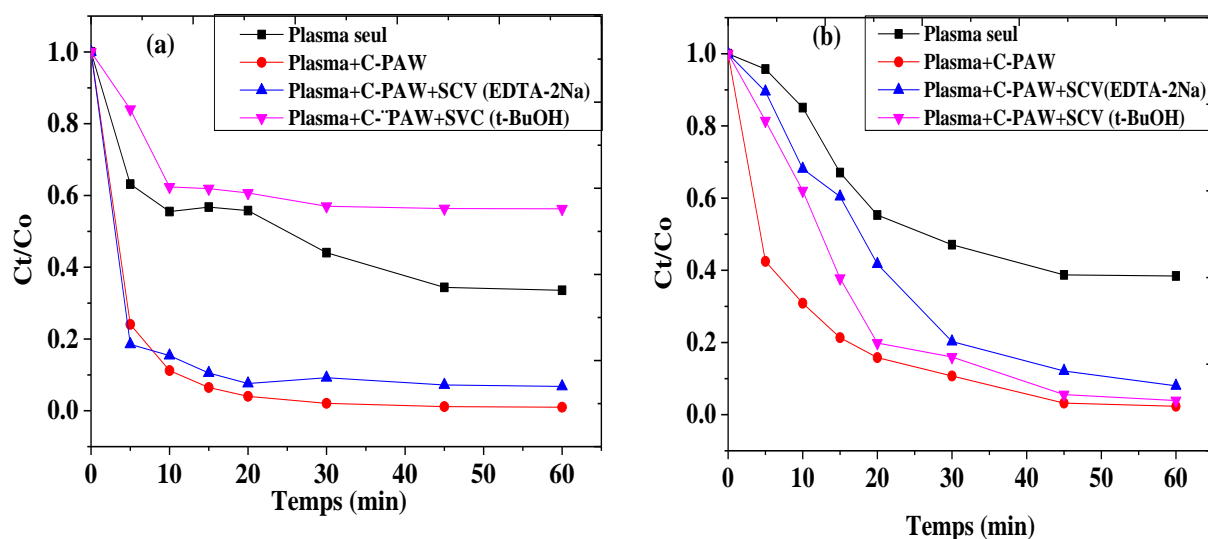 (a)
Plasma seul
Plasma+C-PAW
Plasma+C-PAW+SCV (EDTA-2Na)
Plasma+C-¨PAW+SVC (t-BuOH)
1.0
0.8
0.6
0.4
0.2
0.0
Ct/Co
0 10 20 30 40 50 60
Temps (min)
(b)
Plasma seul
Plasma+C-PAW
Plasma+C-PAW+SCV(EDTA-2Na)
Plasma+C-PAW+SCV (t-BuOH)
1.0
0.8
0.6
0.4
0.2
0.0
Ct/Co
0 10 20 30 40 50 60
Temps (min)